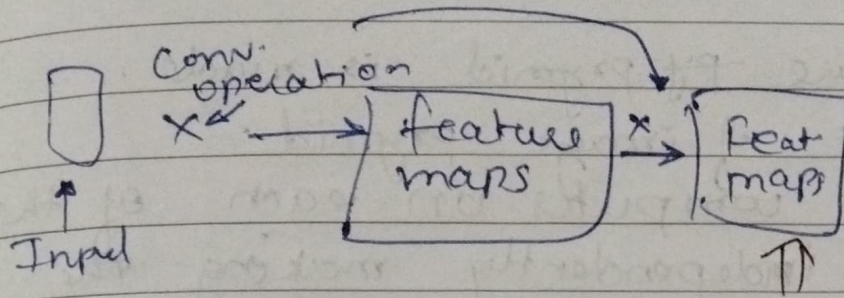 Conv.
operation
x
feature
maps
x
Feat
maps
Input